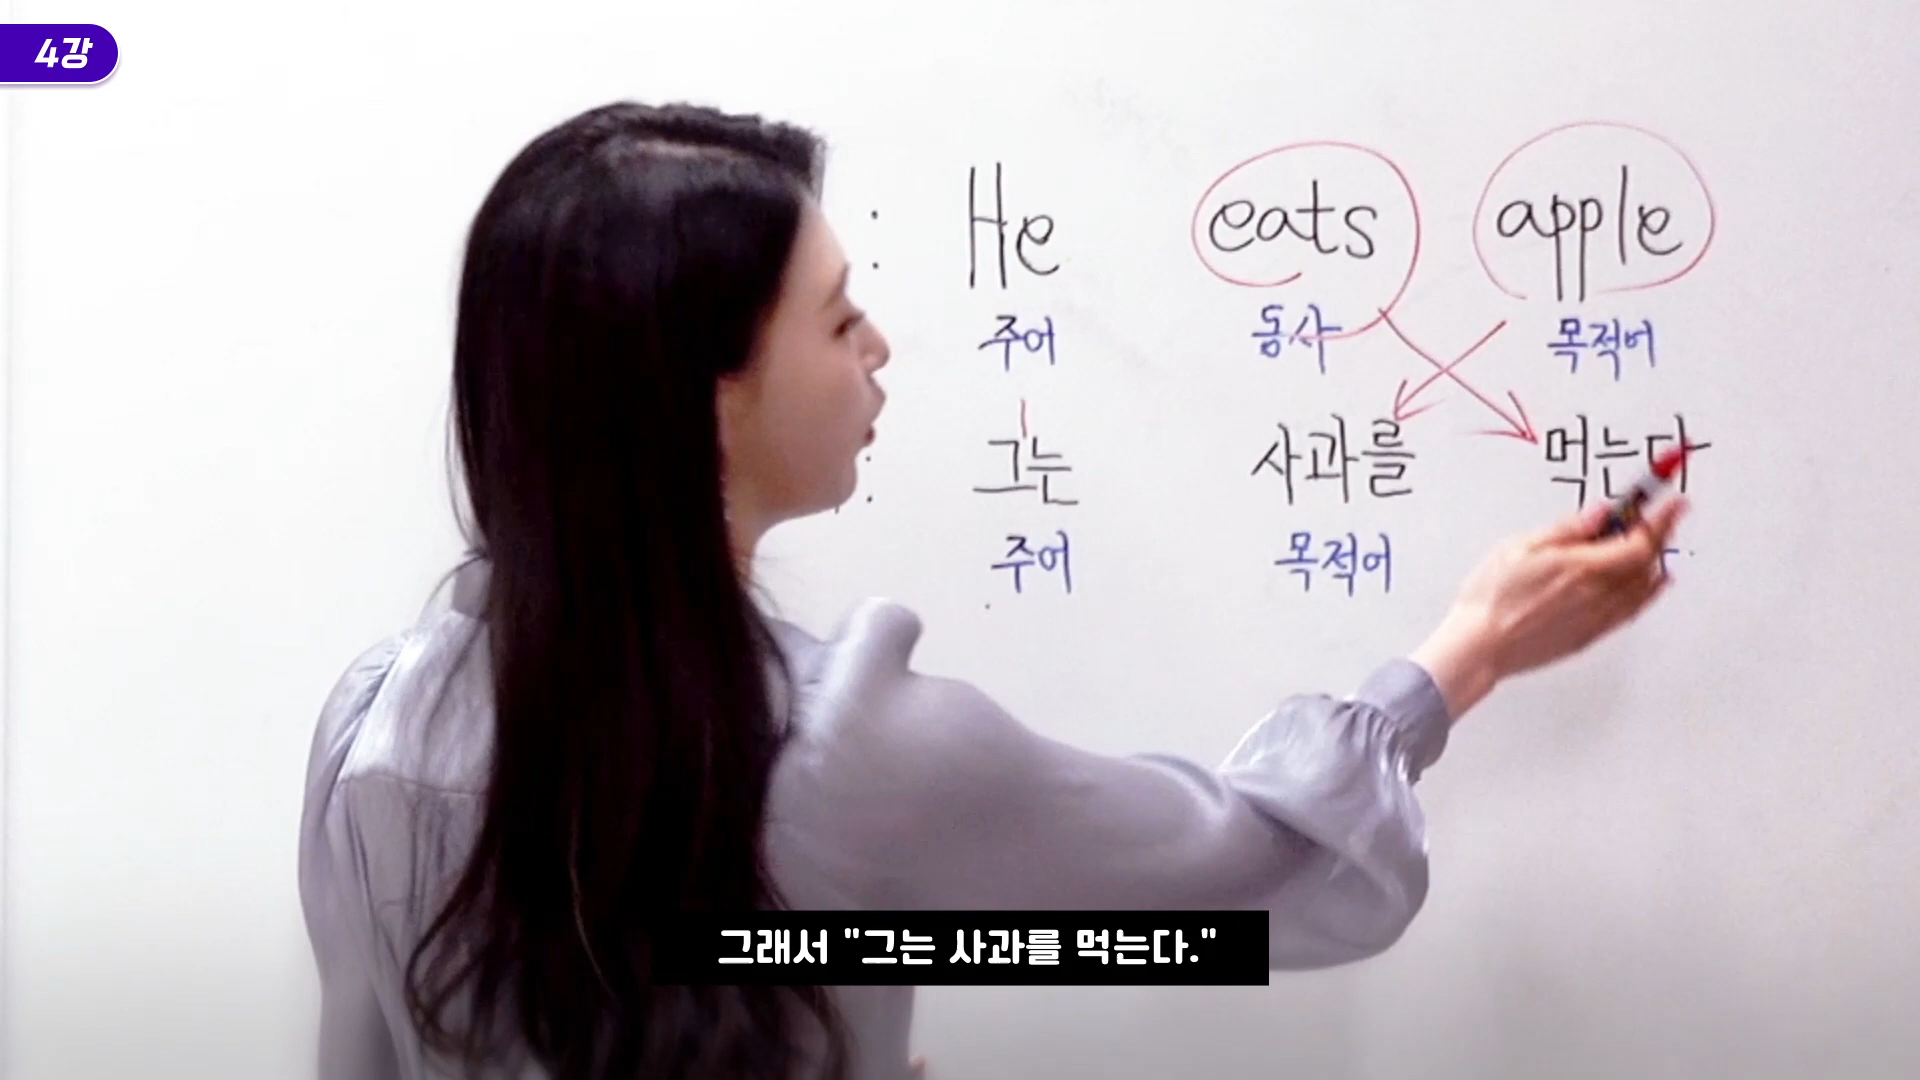 4강
: He eats apple
주어 동사 목적어
: 그는 사과를 먹는다
주어 목적어
그래서 "그는 사과를 먹는다."